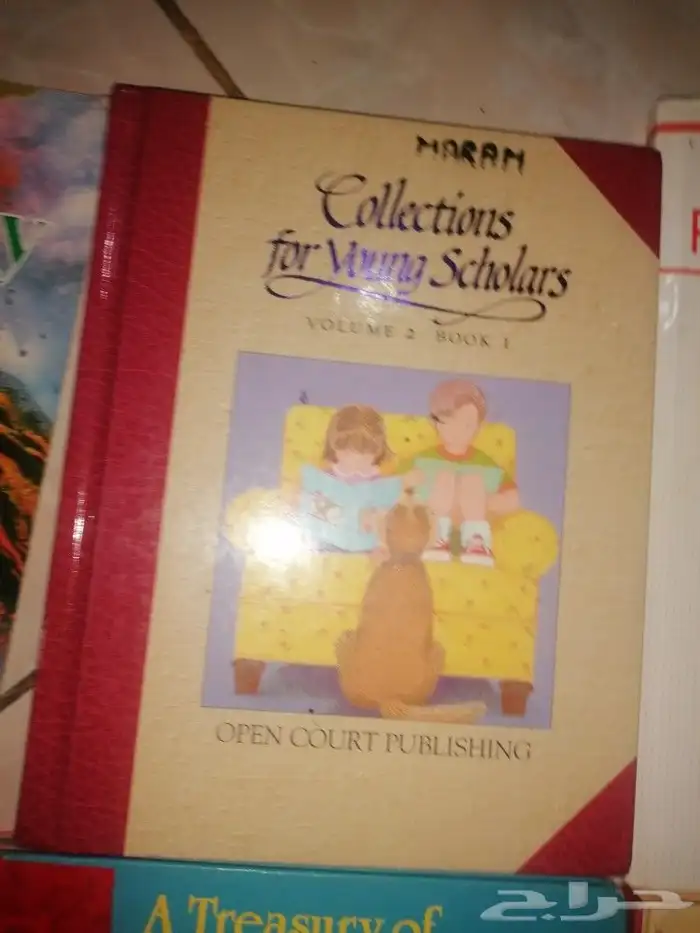 MARAM
Collections
for Young Scholars
VOLUME 2 BOOK 1
OPEN COURT PUBLISHING
A Treasury of
حراج